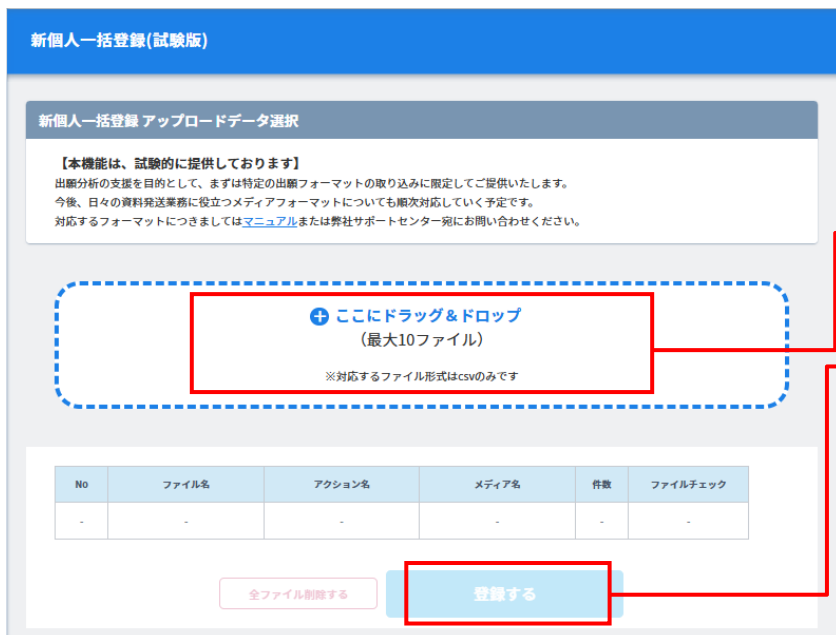 新個人一括登録(試験版)
新個人一括登録 アップロードデータ選択
【本機能は、試験的に提供しております】
出願分析の支援を目的として、まずは特定の出願フォーマットの取り込みに限定してご提供いたします。
今後、日々の資料発送業務に役立つメディアフォーマットについても順次対応していく予定です。
対応するフォーマットにつきましてはマニュアルまたは弊社サポートセンター宛にお問い合わせください。
ここにドラッグ&ドロップ
(最大10ファイル)
※対応するファイル形式はcsvのみです
No ファイル名 アクション名 メディア名 件数 ファイルチェック
- - - - - -
全ファイル削除する 登録する